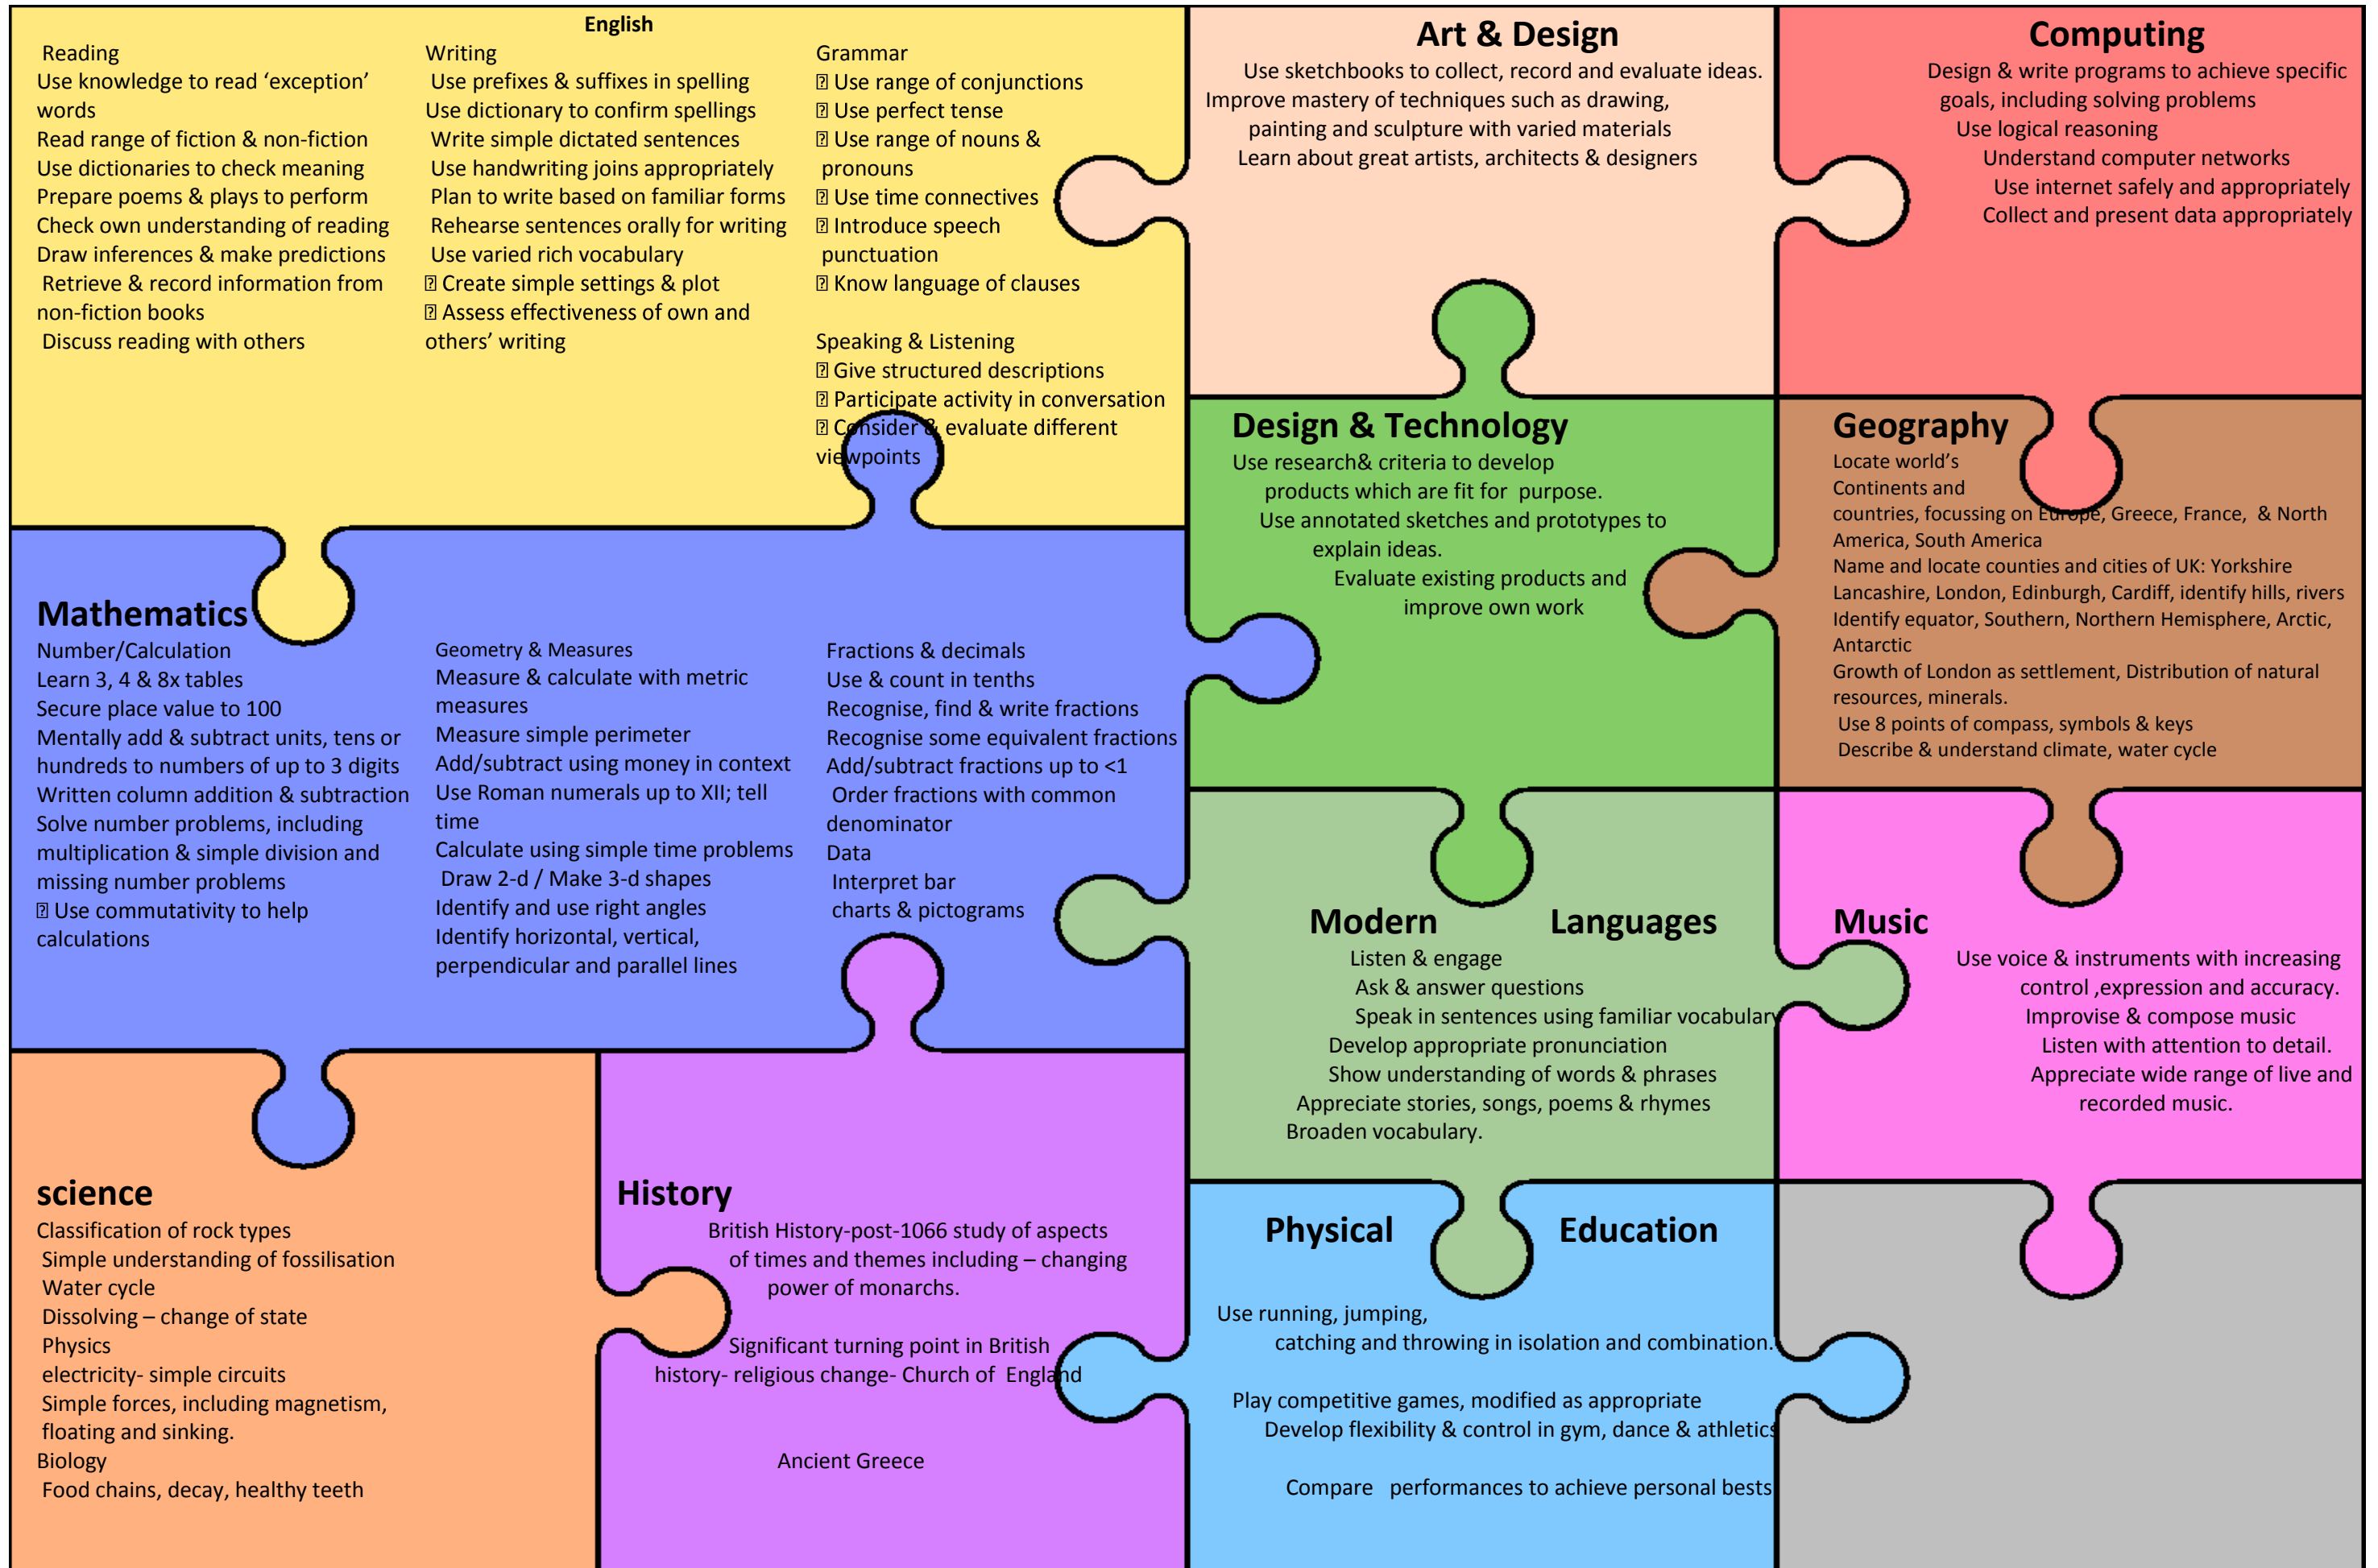 English
Reading
Use knowledge to read ‘exception’
words
Read range of fiction & non-fiction
Use dictionaries to check meaning
Prepare poems & plays to perform
Check own understanding of reading
Draw inferences & make predictions
Retrieve & record information from
non-fiction books
Discuss reading with others
Writing
Use prefixes & suffixes in spelling
Use dictionary to confirm spellings
Write simple dictated sentences
Use handwriting joins appropriately
Plan to write based on familiar forms
Rehearse sentences orally for writing
Use varied rich vocabulary
Create simple settings & plot
Assess effectiveness of own and
others’ writing
Grammar
Use range of conjunctions
Use perfect tense
Use range of nouns &
pronouns
Use time connectives
Introduce speech
punctuation
Know language of clauses
Speaking & Listening
Give structured descriptions
Participate activity in conversation
Consider & evaluate different
viewpoints
Art & Design
Use sketchbooks to collect, record and evaluate ideas.
Improve mastery of techniques such as drawing,
painting and sculpture with varied materials
Learn about great artists, architects & designers
Computing
Design & write programs to achieve specific
goals, including solving problems
Use logical reasoning
Understand computer networks
Use internet safely and appropriately
Collect and present data appropriately
Design & Technology
Use research& criteria to develop
products which are fit for purpose.
Use annotated sketches and prototypes to
explain ideas.
Evaluate existing products and
improve own work
Geography
Locate world’s
Continents and
countries, focussing on Europe, Greece, France, & North
America, South America
Name and locate counties and cities of UK: Yorkshire
Lancashire, London, Edinburgh, Cardiff, identify hills, rivers
Identify equator, Southern, Northern Hemisphere, Arctic,
Antarctic
Growth of London as settlement, Distribution of natural
resources, minerals.
Use 8 points of compass, symbols & keys
Describe & understand climate, water cycle
Mathematics
Number/Calculation
Learn 3, 4 & 8x tables
Secure place value to 100
Mentally add & subtract units, tens or
hundreds to numbers of up to 3 digits
Written column addition & subtraction
Solve number problems, including
multiplication & simple division and
missing number problems
Use commutativity to help
calculations
Geometry & Measures
Measure & calculate with metric
measures
Measure simple perimeter
Add/subtract using money in context
Use Roman numerals up to XII; tell
time
Calculate using simple time problems
Draw 2-d / Make 3-d shapes
Identify and use right angles
Identify horizontal, vertical,
perpendicular and parallel lines
Fractions & decimals
Use & count in tenths
Recognise, find & write fractions
Recognise some equivalent fractions
Add/subtract fractions up to <1
Order fractions with common
denominator
Data
Interpret bar
charts & pictograms
Modern Languages
Listen & engage
Ask & answer questions
Speak in sentences using familiar vocabulary
Develop appropriate pronunciation
Show understanding of words & phrases
Appreciate stories, songs, poems & rhymes
Broaden vocabulary.
Music
Use voice & instruments with increasing
control ,expression and accuracy.
Improvise & compose music
Listen with attention to detail.
Appreciate wide range of live and
recorded music.
science
Classification of rock types
Simple understanding of fossilisation
Water cycle
Dissolving – change of state
Physics
electricity- simple circuits
Simple forces, including magnetism,
floating and sinking.
Biology
Food chains, decay, healthy teeth
History
British History-post-1066 study of aspects
of times and themes including – changing
power of monarchs.
Significant turning point in British
history- religious change- Church of England
Ancient Greece
Physical Education
Use running, jumping,
catching and throwing in isolation and combination.
Play competitive games, modified as appropriate
Develop flexibility & control in gym, dance & athletics
Compare performances to achieve personal bests